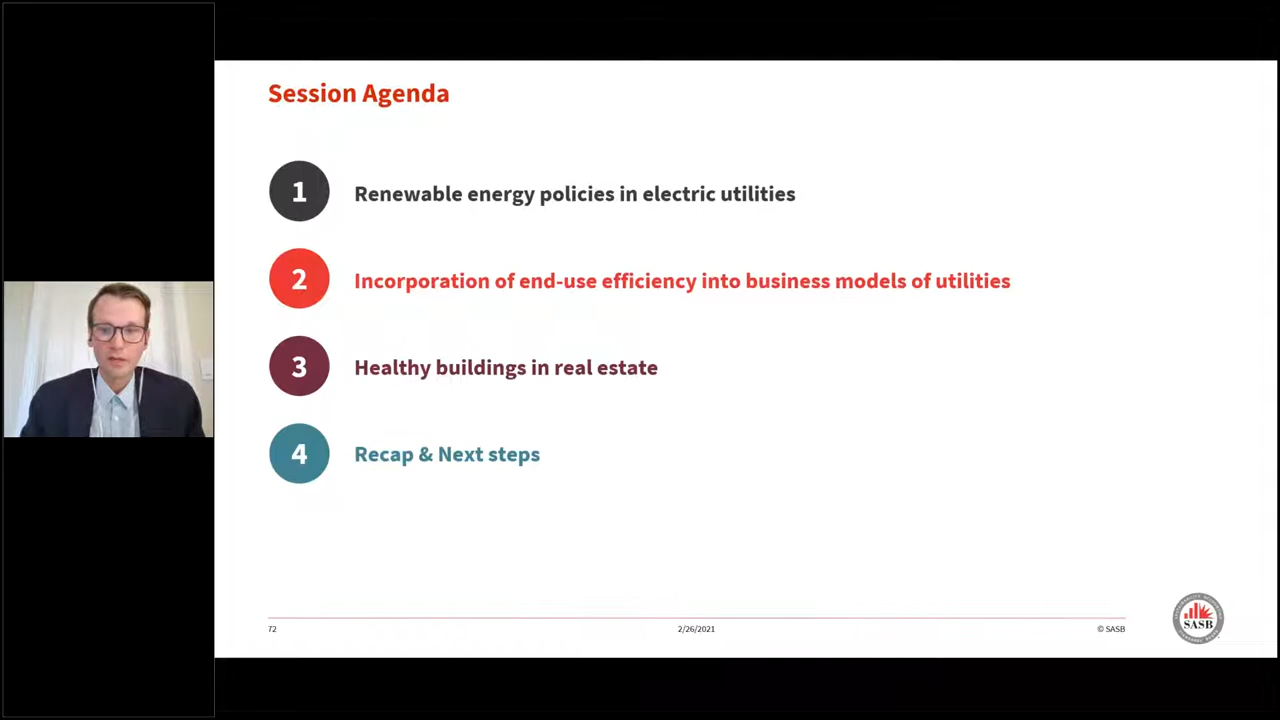 Session Agenda
1 Renewable energy policies in electric utilities
2 Incorporation of end-use efficiency into business models of utilities
3 Healthy buildings in real estate
4 Recap & Next steps
72 2/26/2021 © SASB
SASB